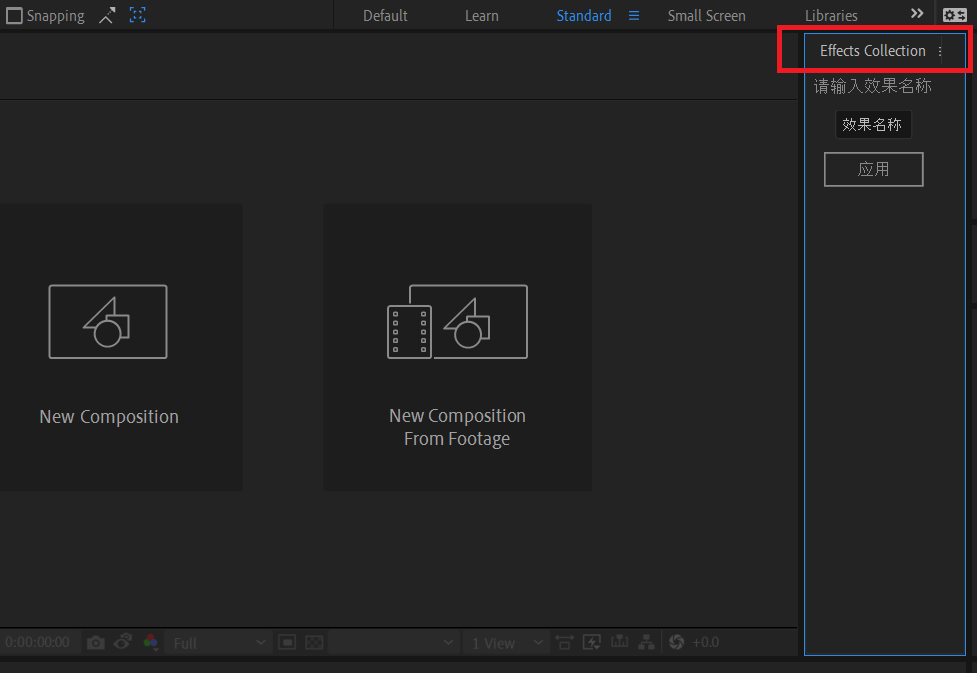 Snapping Default Learn Standard Small Screen Libraries
Effects Collection
请输入效果名称
效果名称
应用
New Composition
New Composition
From Footage
0:00:00:00 Full 1 View +0.0